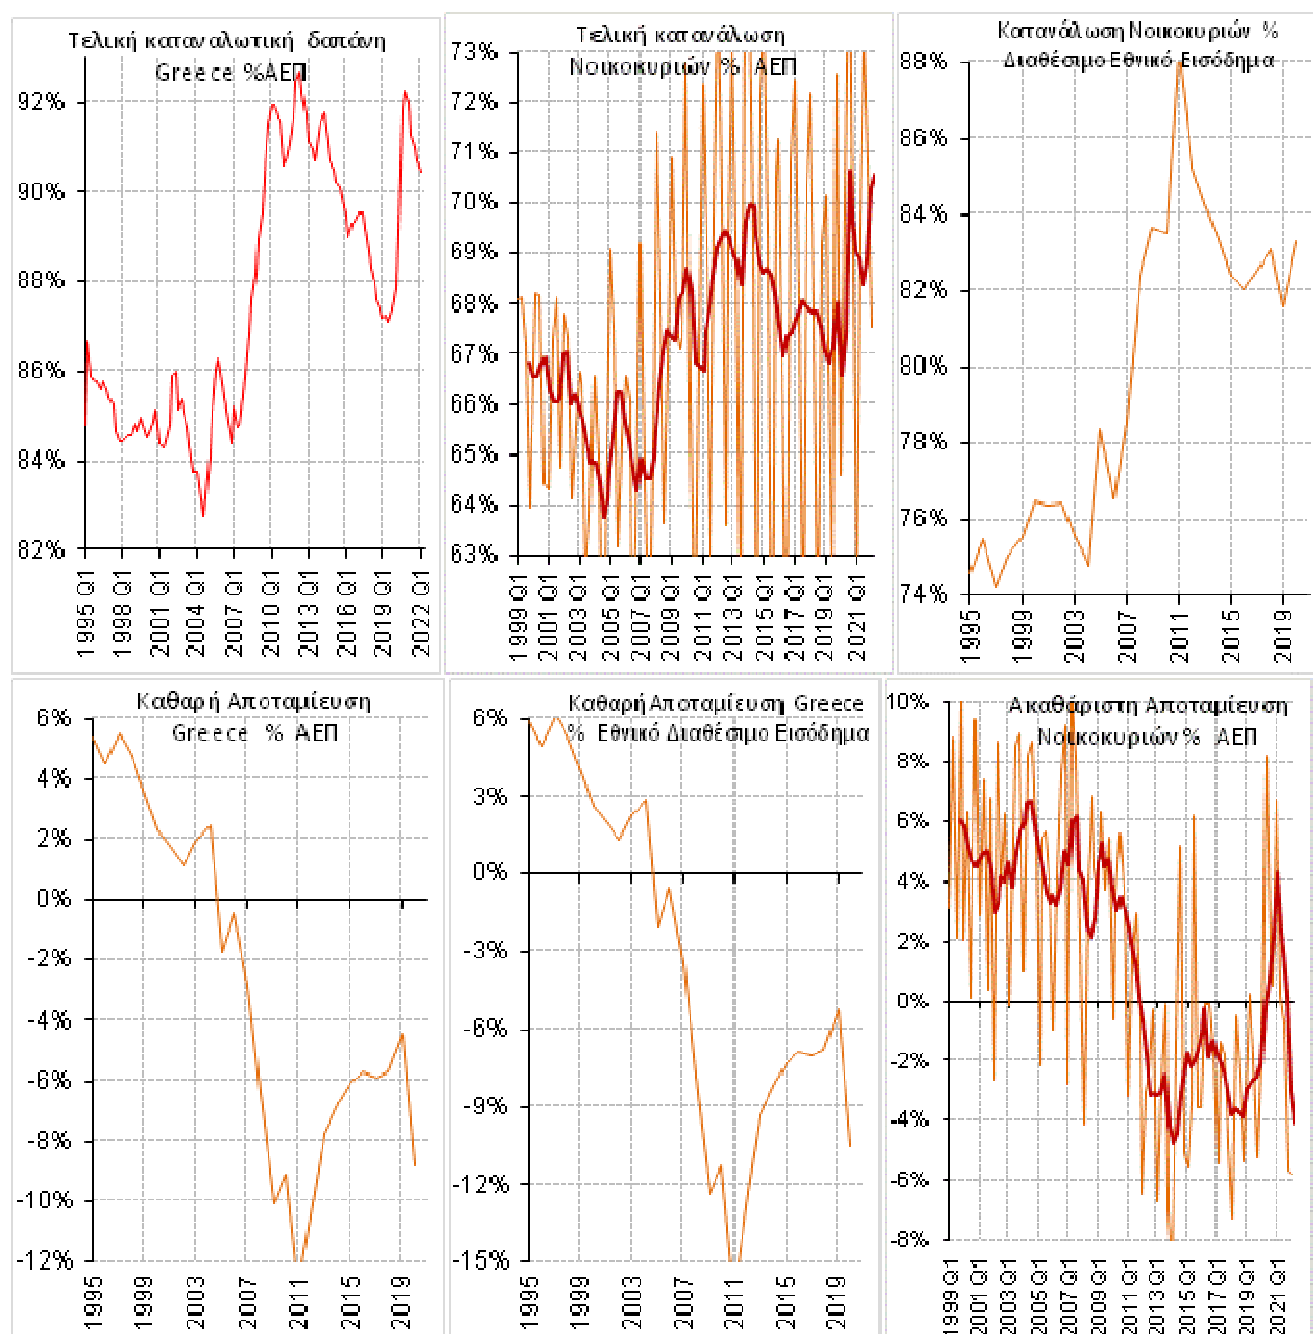 Τελική καταναλωτική δαπάνη
Greece %ΑΕΠ
92%
90%
88%
86%
84%
82%
1995 Q1
1998 Q1
2001 Q1
2004 Q1
2007 Q1
2010 Q1
2013 Q1
2016 Q1
2019 Q1
2022 Q1
Τελική κατανάλωση
Νοικοκυριών % ΑΕΠ
73%
72%
71%
70%
69%
68%
67%
66%
65%
64%
63%
1999 Q1
2001 Q1
2003 Q1
2005 Q1
2007 Q1
2009 Q1
2011 Q1
2013 Q1
2015 Q1
2017 Q1
2019 Q1
2021 Q1
Κατανάλωση Νοικοκυριών %
Διαθέσιμο Εθνικό Εισόδημα
88%
86%
84%
82%
80%
78%
76%
74%
1995
1999
2003
2007
2011
2015
2019
Καθαρή Αποταμίευση
Greece % ΑΕΠ
6%
4%
2%
0%
-2%
-4%
-6%
-8%
-10%
-12%
1995
1999
2003
2007
2011
2015
2019
Καθαρή Αποταμίευση Greece
% Εθνικό Διαθέσιμο Εισόδημα
6%
3%
0%
-3%
-6%
-9%
-12%
-15%
1995
1999
2003
2007
2011
2015
2019
Ακαθάριστη Αποταμίευση
Νοικοκυριών % ΑΕΠ
10%
8%
6%
4%
2%
0%
-2%
-4%
-6%
-8%
1999 Q1
2001 Q1
2003 Q1
2005 Q1
2007 Q1
2009 Q1
2011 Q1
2013 Q1
2015 Q1
2017 Q1
2019 Q1
2021 Q1